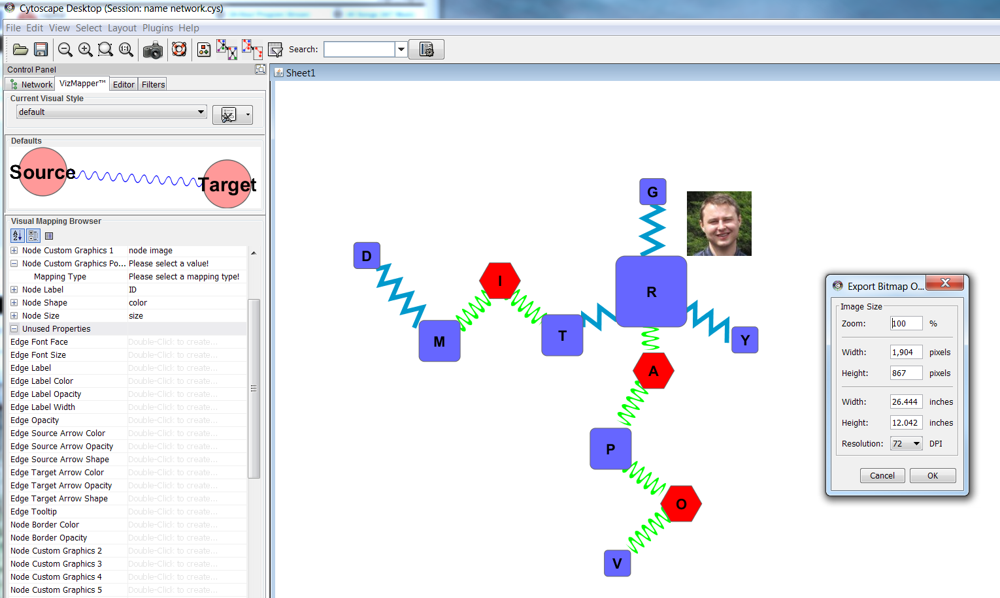 Cytoscape Desktop (Session: name network.cys)
File Edit View Select Layout Plugins Help
Search:
Control Panel
Network VizMapper™ Editor Filters
Current Visual Style
default
Defaults
Source Target
Visual Mapping Browser
Node Custom Graphics 1 node image
Node Custom Graphics Po... Please select a value!
Mapping Type Please select a mapping type!
Node Label ID
Node Shape color
Node Size size
Unused Properties
Edge Font Face Double-Click to create...
Edge Font Size Double-Click to create...
Edge Label Double-Click to create...
Edge Label Color Double-Click to create...
Edge Label Opacity Double-Click to create...
Edge Label Width Double-Click to create...
Edge Opacity Double-Click to create...
Edge Source Arrow Color Double-Click to create...
Edge Source Arrow Opacity Double-Click to create...
Edge Source Arrow Shape Double-Click to create...
Edge Target Arrow Color Double-Click to create...
Edge Target Arrow Opacity Double-Click to create...
Edge Target Arrow Shape Double-Click to create...
Edge Tooltip Double-Click to create...
Node Border Color Double-Click to create...
Node Border Opacity Double-Click to create...
Node Custom Graphics 2 Double-Click to create...
Node Custom Graphics 3 Double-Click to create...
Node Custom Graphics 4 Double-Click to create...
Node Custom Graphics 5 Double-Click to create...
Sheet1
G
D
I
R
M
T
Y
A
P
O
V
Export Bitmap O...
Image Size
Zoom: 100 %
Width: 1,904 pixels
Height: 867 pixels
Width: 26.444 inches
Height: 12.042 inches
Resolution: 72 DPI
Cancel OK